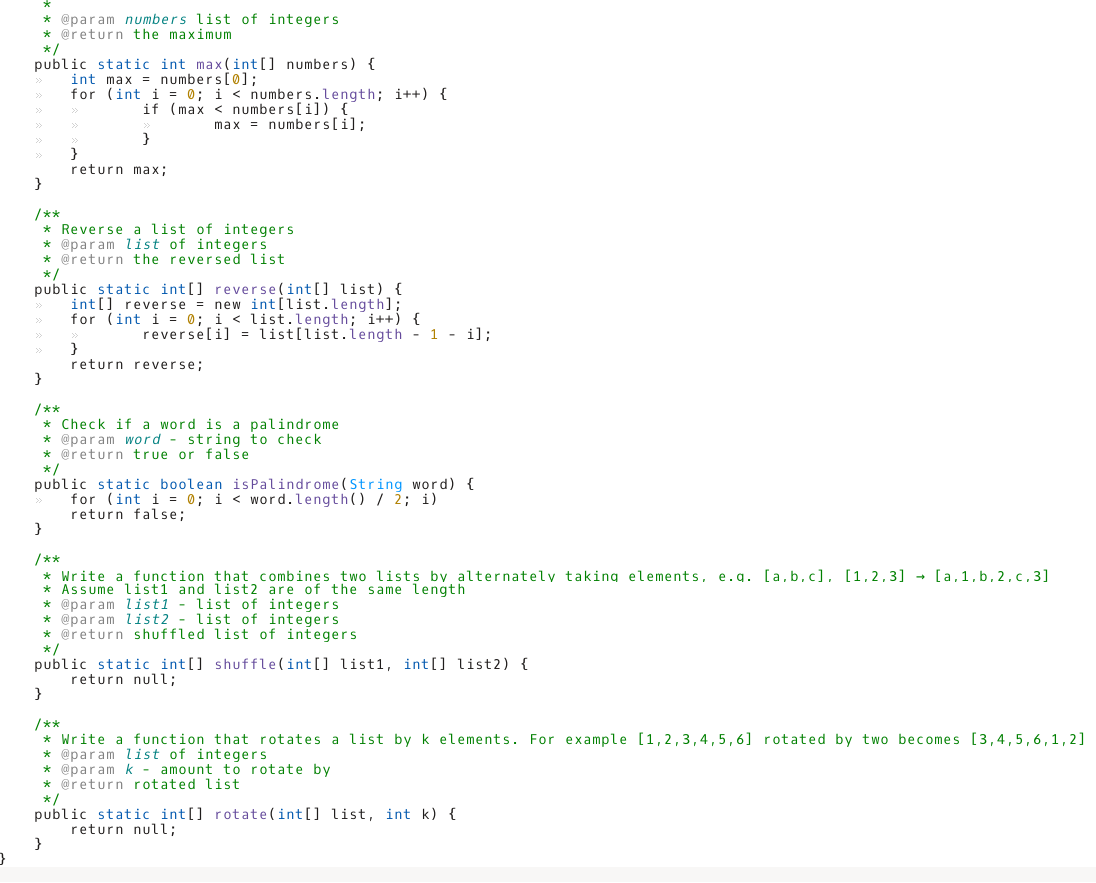 *
 * @param numbers list of integers
 * @return the maximum
 */
public static int max(int[] numbers) {
»   int max = numbers[0];
»   for (int i = 0; i < numbers.length; i++) {
»   »       if (max < numbers[i]) {
»   »       »       max = numbers[i];
»   »       }
»   }
    return max;
}

/**
 * Reverse a list of integers
 * @param list of integers
 * @return the reversed list
 */
public static int[] reverse(int[] list) {
»   int[] reverse = new int[list.length];
»   for (int i = 0; i < list.length; i++) {
»   »       reverse[i] = list[list.length - 1 - i];
»   }
    return reverse;
}

/**
 * Check if a word is a palindrome
 * @param word - string to check
 * @return true or false
 */
public static boolean isPalindrome(String word) {
»   for (int i = 0; i < word.length() / 2; i)
    return false;
}

/**
 * Write a function that combines two lists by alternately taking elements, e.g. [a,b,c], [1,2,3] → [a,1,b,2,c,3]
 * Assume list1 and list2 are of the same length
 * @param list1 - list of integers
 * @param list2 - list of integers
 * @return shuffled list of integers
 */
public static int[] shuffle(int[] list1, int[] list2) {
    return null;
}

/**
 * Write a function that rotates a list by k elements. For example [1,2,3,4,5,6] rotated by two becomes [3,4,5,6,1,2]
 * @param list of integers
 * @param k - amount to rotate by
 * @return rotated list
 */
public static int[] rotate(int[] list, int k) {
    return null;
}
}